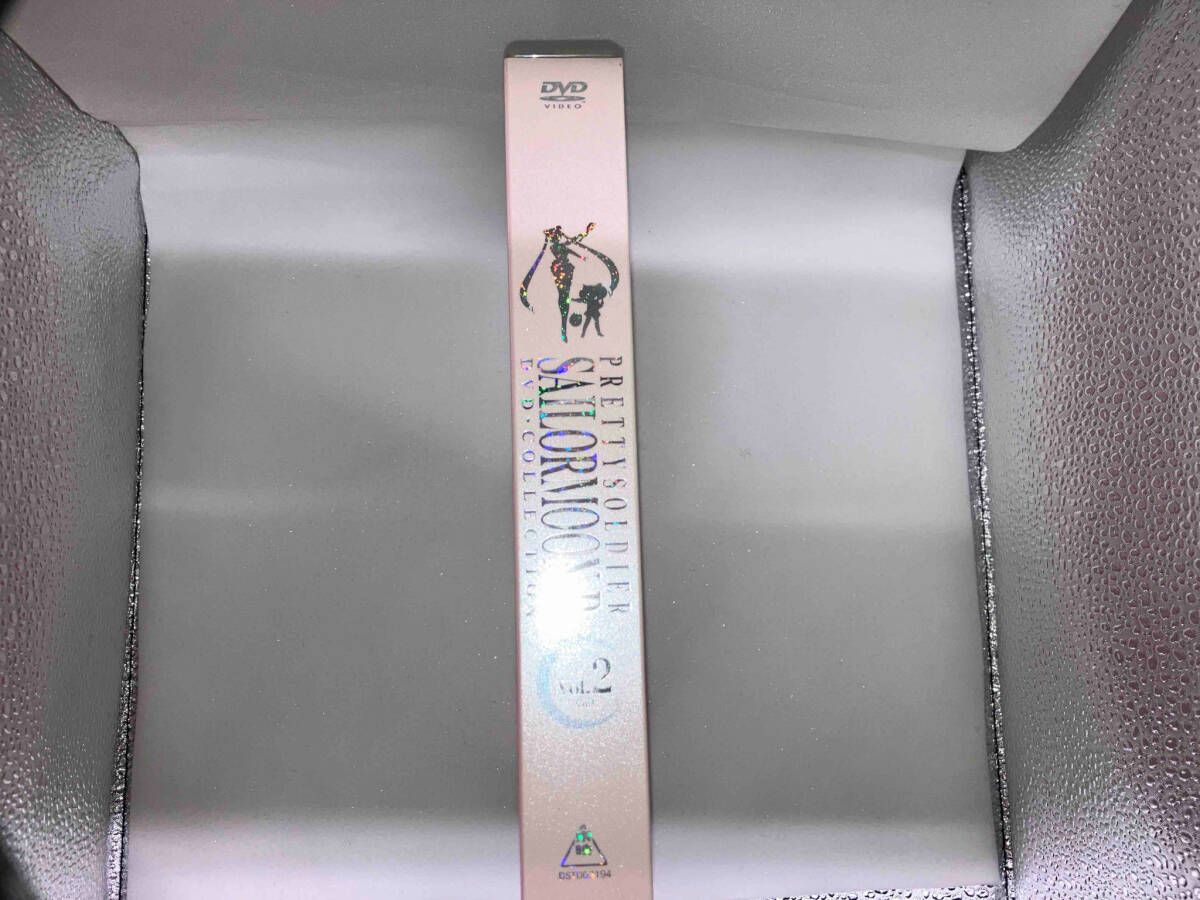 DVD
VIDEO
PRETTY SOLDIER
SAILORMOON R
DVD·COLLECTION
Vol. 2